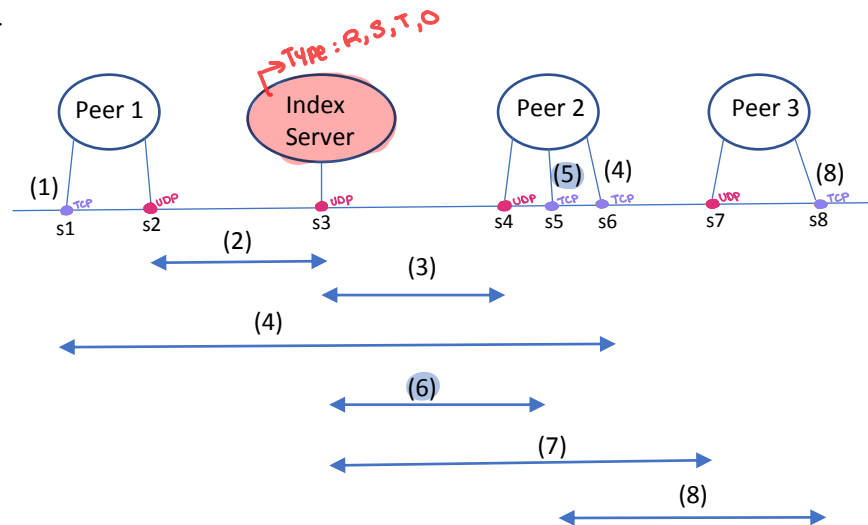 Type: R, S, T, O
Peer 1
Index
Server
Peer 2
Peer 3
(1)
(5)
(4)
(8)
TCP
UDP
UDP
UDP
TCP
TCP
UDP
TCP
s1
s2
s3
s4
s5
s6
s7
s8
(2)
(3)
(4)
(6)
(7)
(8)